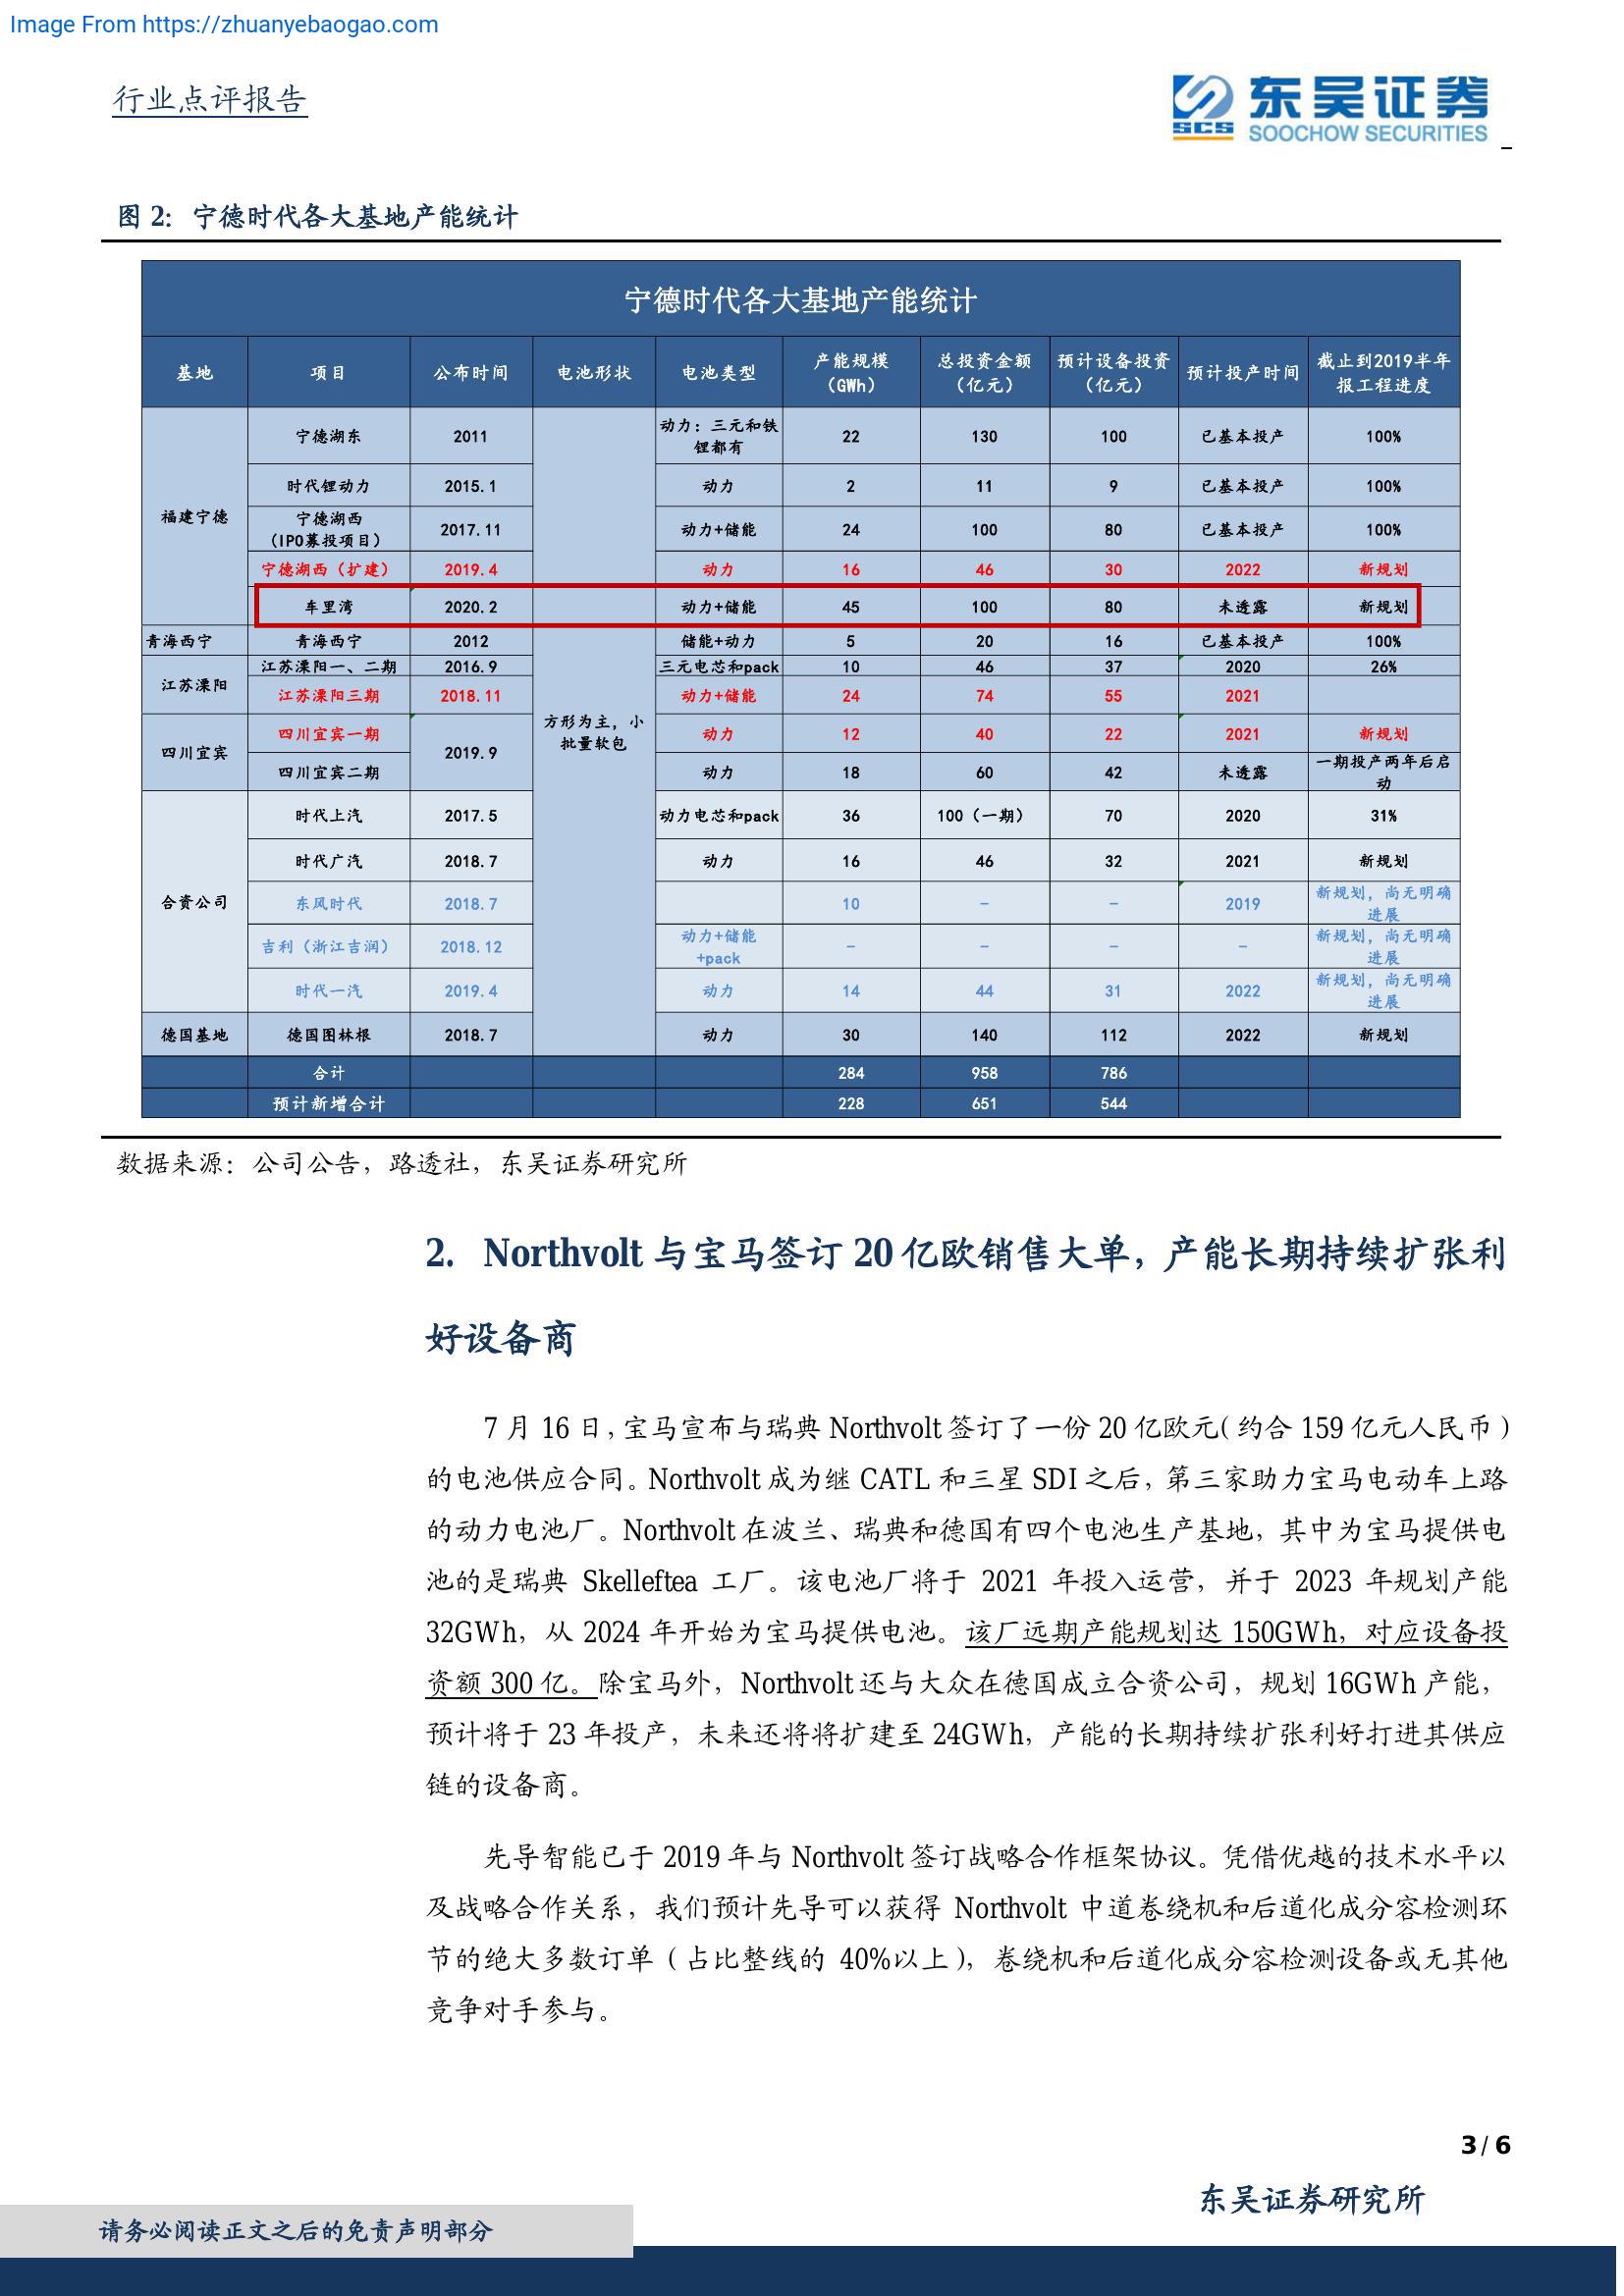 Image From https://zhuanyebaogao.com
行业点评报告
东吴证券
SCS
SOOCHOW SECURITIES
图 2: 宁德时代各大基地产能统计
宁德时代各大基地产能统计
基地 项目 公布时间 电池形状 电池类型 产能规模（GWh） 总投资金额（亿元） 预计设备投资（亿元） 预计投产时间 截止到2019半年报工程进度
福建宁德 宁德湖东 2011 动力：三元和铁锂都有 22 130 100 已基本投产 100%
时代锂动力 2015.1 动力 2 11 9 已基本投产 100%
宁德湖西（IPO募投项目） 2017.11 动力+储能 24 100 80 已基本投产 100%
宁德湖西（扩建） 2019.4 动力 16 46 30 2022 新规划
车里湾 2020.2 动力+储能 45 100 80 未透露 新规划
青海西宁 青海西宁 2012 储能+动力 5 20 16 已基本投产 100%
江苏溧阳 江苏溧阳一、二期 2016.9 三元电芯和pack 10 46 37 2020 26%
江苏溧阳三期 2018.11 动力+储能 24 74 55 2021
方形为主，小批量软包
四川宜宾 四川宜宾一期 2019.9 动力 12 40 22 2021 新规划
四川宜宾二期 动力 18 60 42 未透露 一期投产两年后启动
合资公司 时代上汽 2017.5 动力电芯和pack 36 100（一期） 70 2020 31%
时代广汽 2018.7 动力 16 46 32 2021 新规划
东风时代 2018.7 10 - - 2019 新规划，尚无明确进展
吉利（浙江吉润） 2018.12 动力+储能+pack - - - - 新规划，尚无明确进展
时代一汽 2019.4 动力 14 44 31 2022 新规划，尚无明确进展
德国基地 德国图林根 2018.7 动力 30 140 112 2022 新规划
合计 284 958 786
预计新增合计 228 651 544
数据来源：公司公告，路透社，东吴证券研究所
2. Northvolt 与宝马签订 20 亿欧销售大单，产能长期持续扩张利
好设备商
7 月 16 日，宝马宣布与瑞典 Northvolt 签订了一份 20 亿欧元（约合 159 亿元人民币）
的电池供应合同。Northvolt 成为继 CATL 和三星 SDI 之后，第三家助力宝马电动车上路
的动力电池厂。Northvolt 在波兰、瑞典和德国有四个电池生产基地，其中为宝马提供电
池的是瑞典 Skelleftea 工厂。该电池厂将于 2021 年投入运营，并于 2023 年规划产能
32GWh，从 2024 年开始为宝马提供电池。该厂远期产能规划达 150GWh，对应设备投
资额 300 亿。除宝马外，Northvolt 还与大众在德国成立合资公司，规划 16GWh 产能，
预计将于 23 年投产，未来还将将扩建至 24GWh，产能的长期持续扩张利好打进其供应
链的设备商。
先导智能已于 2019 年与 Northvolt 签订战略合作框架协议。凭借优越的技术水平以
及战略合作关系，我们预计先导可以获得 Northvolt 中道卷绕机和后道化成分容检测环
节的绝大多数订单（占比整线的 40%以上），卷绕机和后道化成分容检测设备或无其他
竞争对手参与。
3 / 6
东吴证券研究所
请务必阅读正文之后的免责声明部分